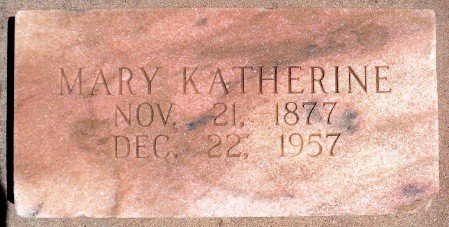 MARY KATHERINE
NOV. 21, 1877
DEC. 22, 1957